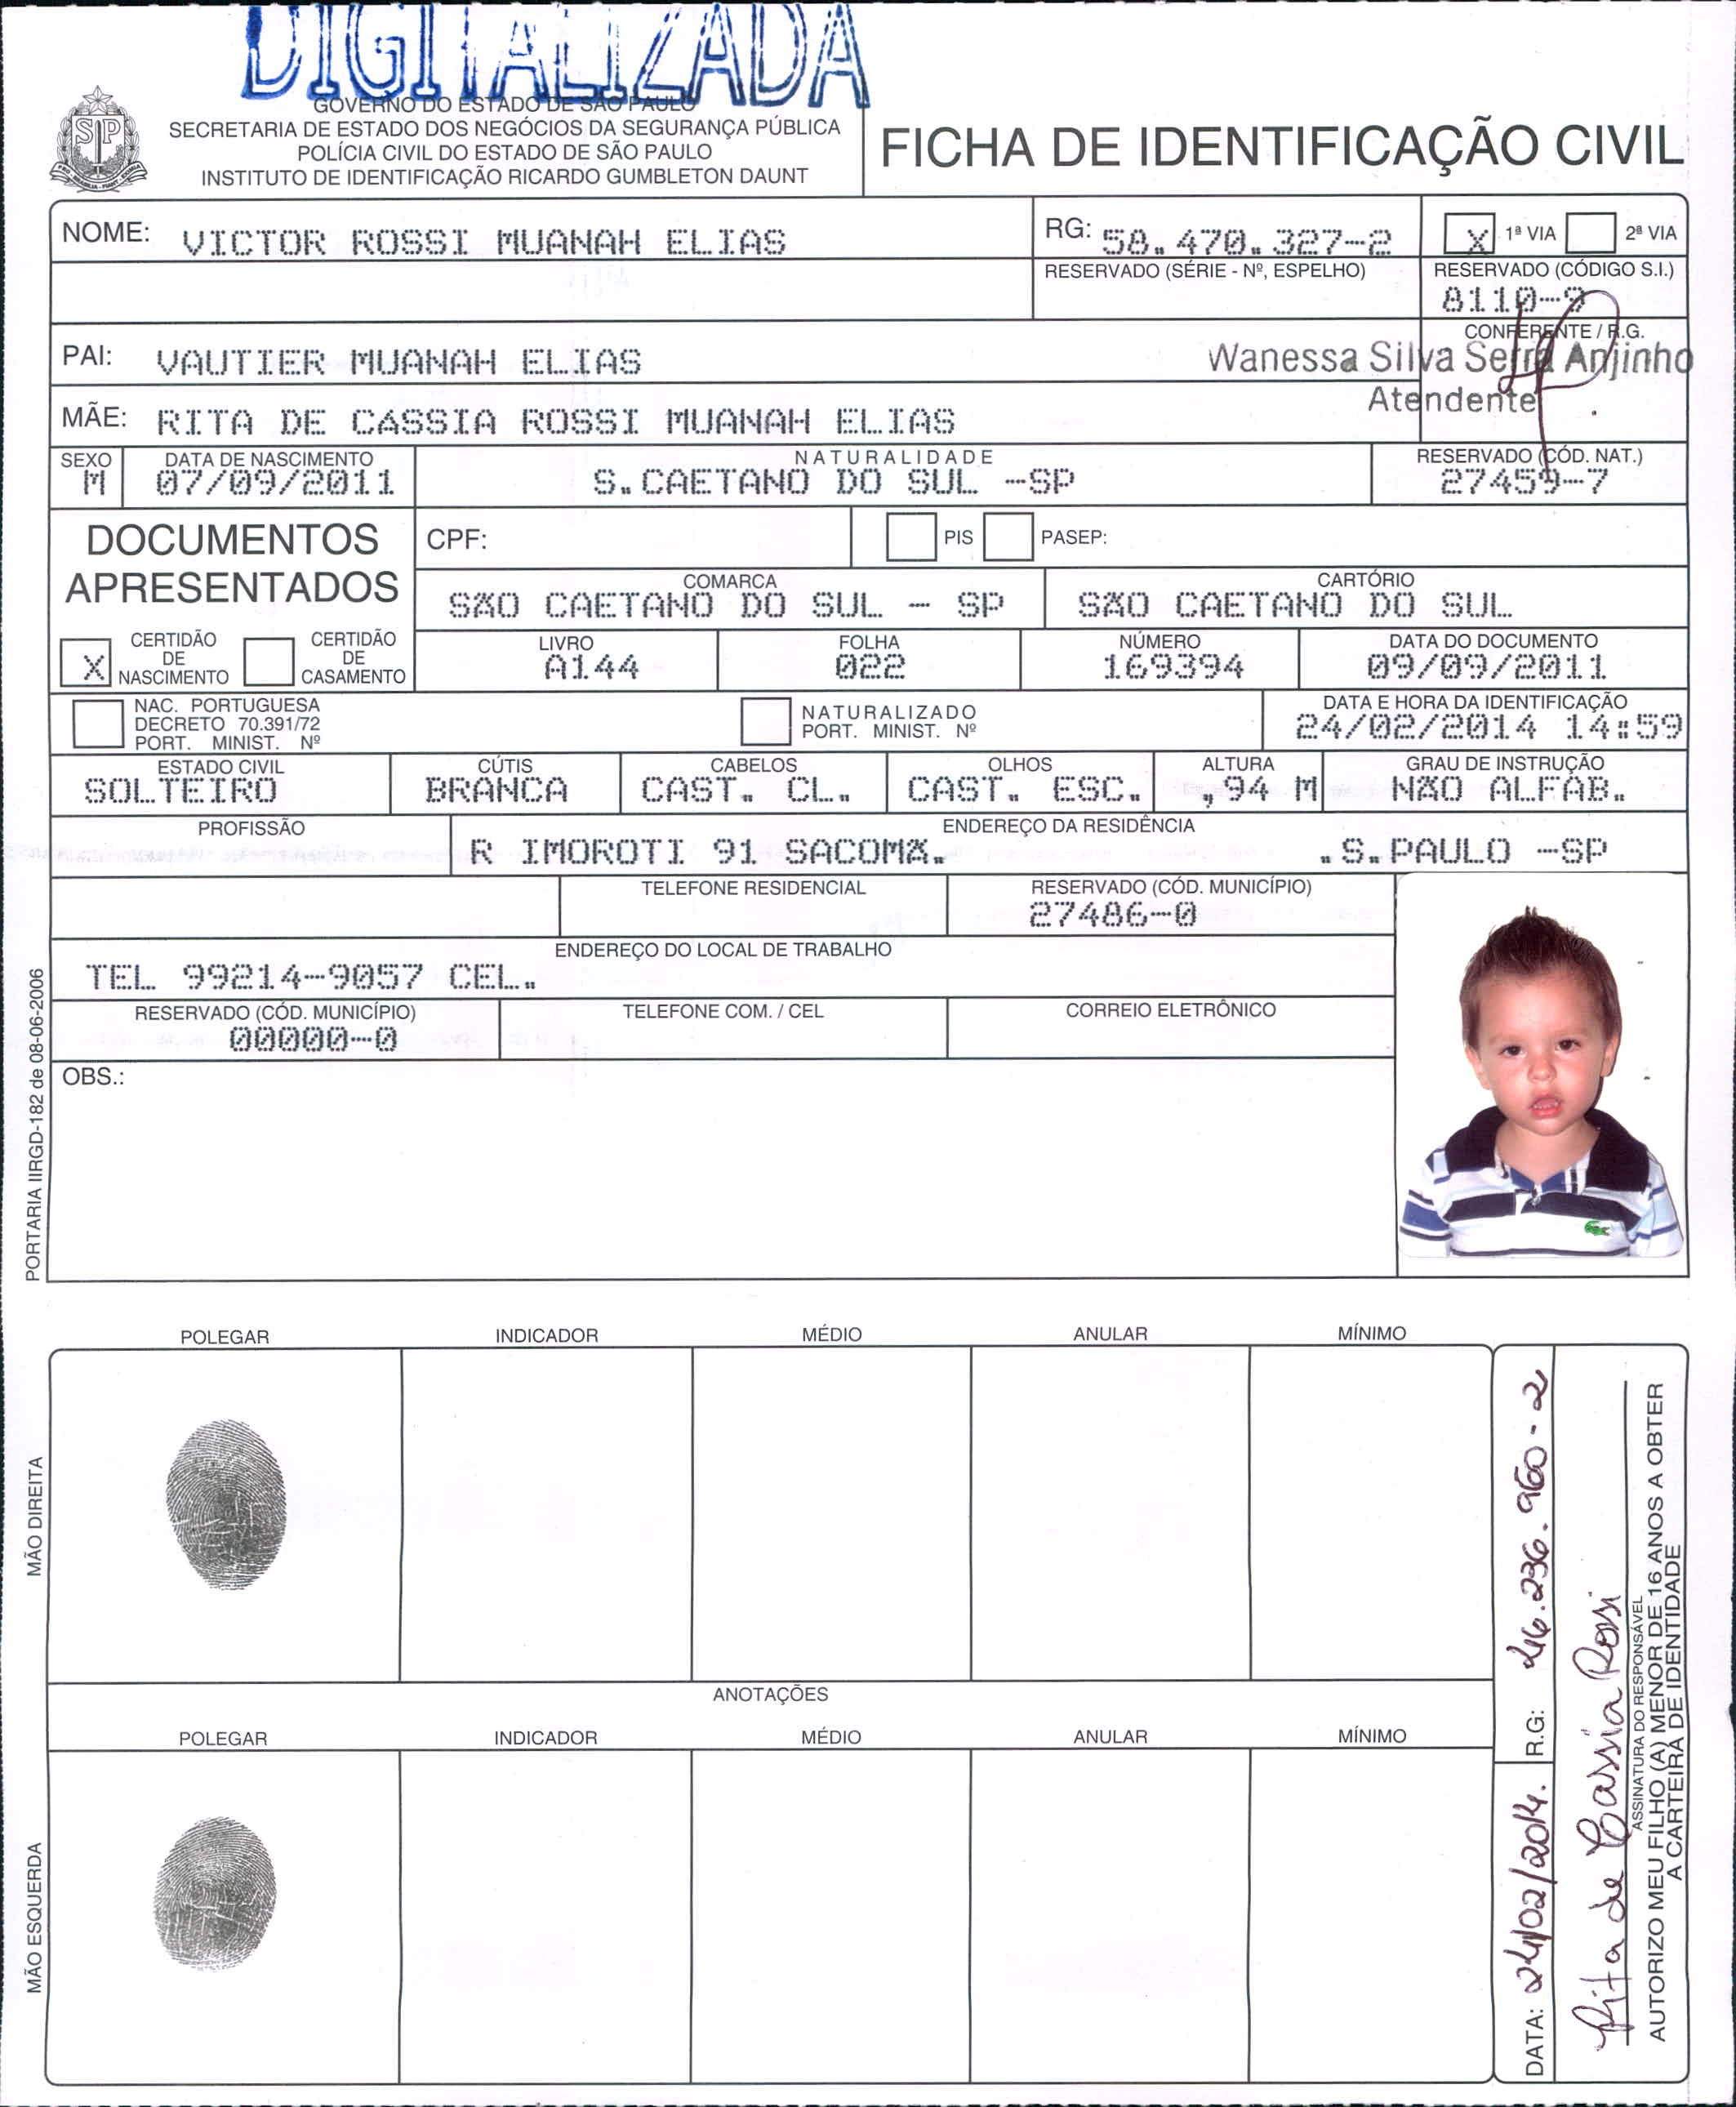 DIGITALIZADA
GOVERNO DO ESTADO DE SÃO PAULO
SECRETARIA DE ESTADO DOS NEGÓCIOS DA SEGURANÇA PÚBLICA
POLÍCIA CIVIL DO ESTADO DE SÃO PAULO
INSTITUTO DE IDENTIFICAÇÃO RICARDO GUMBLETON DAUNT
SP
FICHA DE IDENTIFICAÇÃO CIVIL
NOME: VICTOR ROSSI MUANAH ELIAS
RG: 58.470.327-2
X 1ª VIA 2ª VIA
RESERVADO (SÉRIE - Nº, ESPELHO)
RESERVADO (CÓDIGO S.I.)
8110-9
CONFERENTE / R.G.
PAI: VAUTIER MUANAH ELIAS
Wanessa Silva Serra Anjinho
Atendente
MÃE: RITA DE CASSIA ROSSI MUANAH ELIAS
SEXO
M
DATA DE NASCIMENTO
07/09/2011
NATURALIDADE
S.CAETANO DO SUL -SP
RESERVADO (CÓD. NAT.)
27459-7
DOCUMENTOS
APRESENTADOS
CPF:
PIS PASEP:
COMARCA
SÃO CAETANO DO SUL - SP
CARTÓRIO
SÃO CAETANO DO SUL
X CERTIDÃO
DE
NASCIMENTO
CERTIDÃO
DE
CASAMENTO
LIVRO
A144
FOLHA
022
NÚMERO
169394
DATA DO DOCUMENTO
09/09/2011
NAC. PORTUGUESA
DECRETO 70.391/72
PORT. MINIST. Nº
NATURALIZADO
PORT. MINIST. Nº
DATA E HORA DA IDENTIFICAÇÃO
24/02/2014 14:59
ESTADO CIVIL
SOLTEIRO
CÚTIS
BRANCA
CABELOS
CAST. CL.
OLHOS
CAST. ESC.
ALTURA
,94 M
GRAU DE INSTRUÇÃO
NÃO ALFAB.
PROFISSÃO
ENDEREÇO DA RESIDÊNCIA
R IMOROTI 91 SACOMÃ. .S.PAULO -SP
TELEFONE RESIDENCIAL
RESERVADO (CÓD. MUNICÍPIO)
27486-0
ENDEREÇO DO LOCAL DE TRABALHO
TEL 99214-9057 CEL.
RESERVADO (CÓD. MUNICÍPIO)
00000-0
TELEFONE COM. / CEL
CORREIO ELETRÔNICO
OBS.:
PORTARIA IIRGD-182 de 08-06-2006
POLEGAR INDICADOR MÉDIO ANULAR MÍNIMO
MÃO DIREITA
ANOTAÇÕES
POLEGAR INDICADOR MÉDIO ANULAR MÍNIMO
MÃO ESQUERDA
DATA: 24/02/2014. R.G: 46.236.960-2
Rita de Cassia Rossi
ASSINATURA DO RESPONSÁVEL
AUTORIZO MEU FILHO (A) MENOR DE 16 ANOS A OBTER
A CARTEIRA DE IDENTIDADE